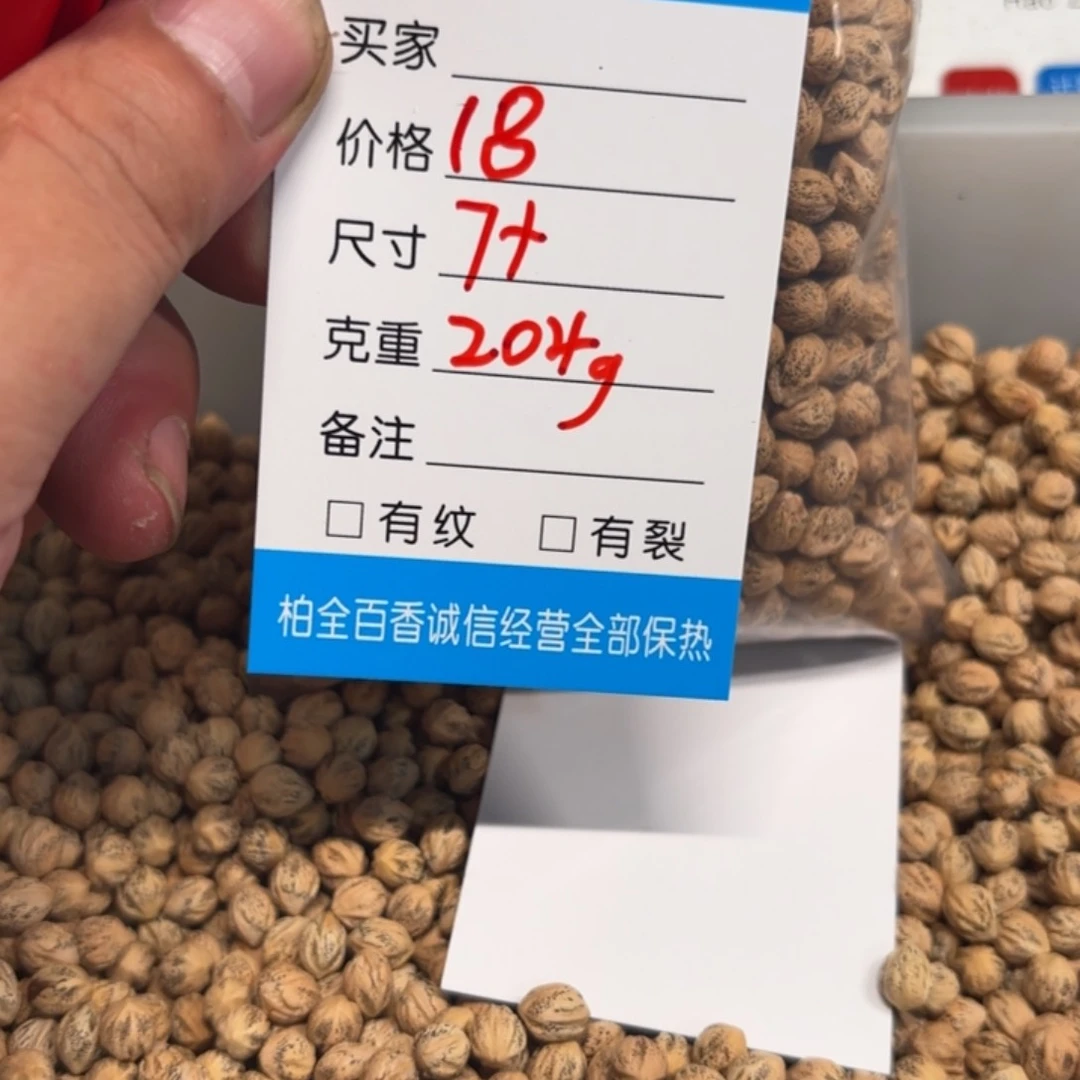 买家
价格 18
尺寸 7+
克重 204g
备注
有纹 有裂
柏全百香诚信经营全部保热